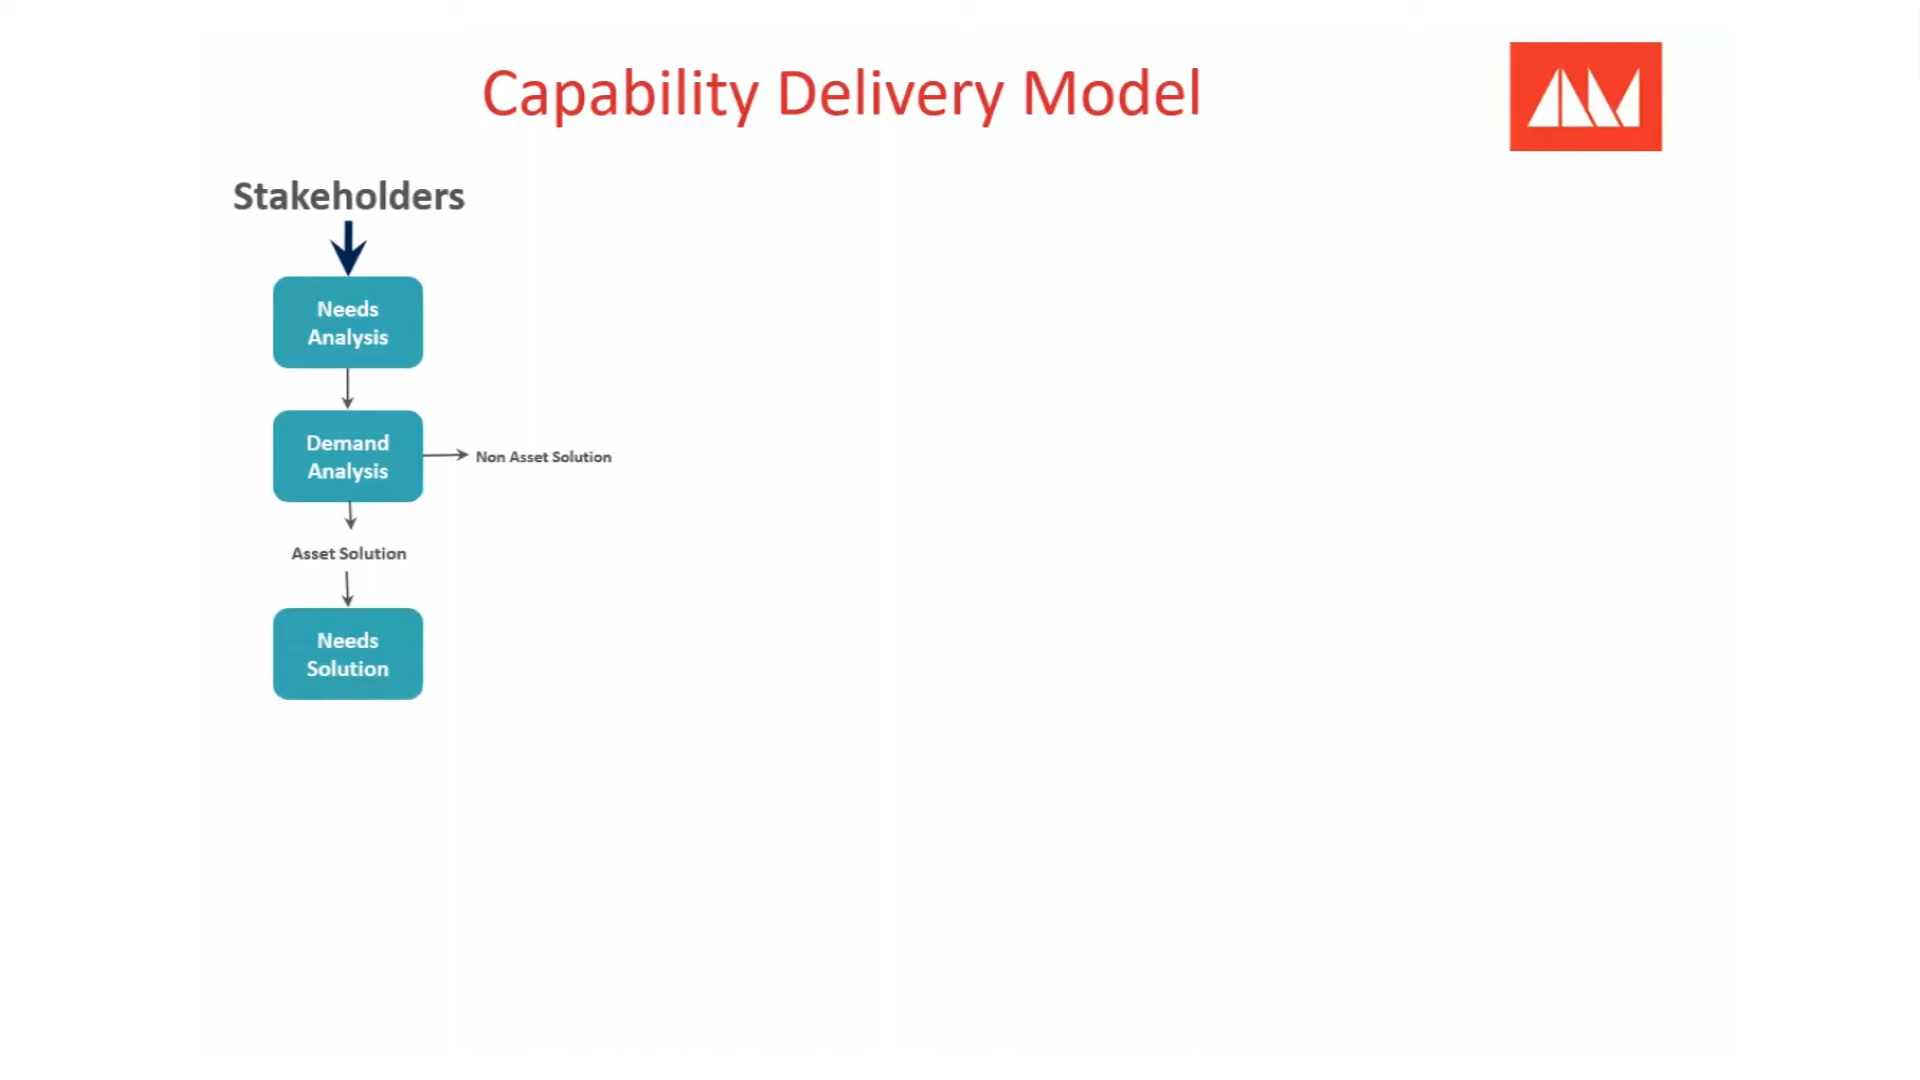 Capability Delivery Model
Stakeholders
Needs
Analysis
Demand
Analysis
Non Asset Solution
Asset Solution
Needs
Solution